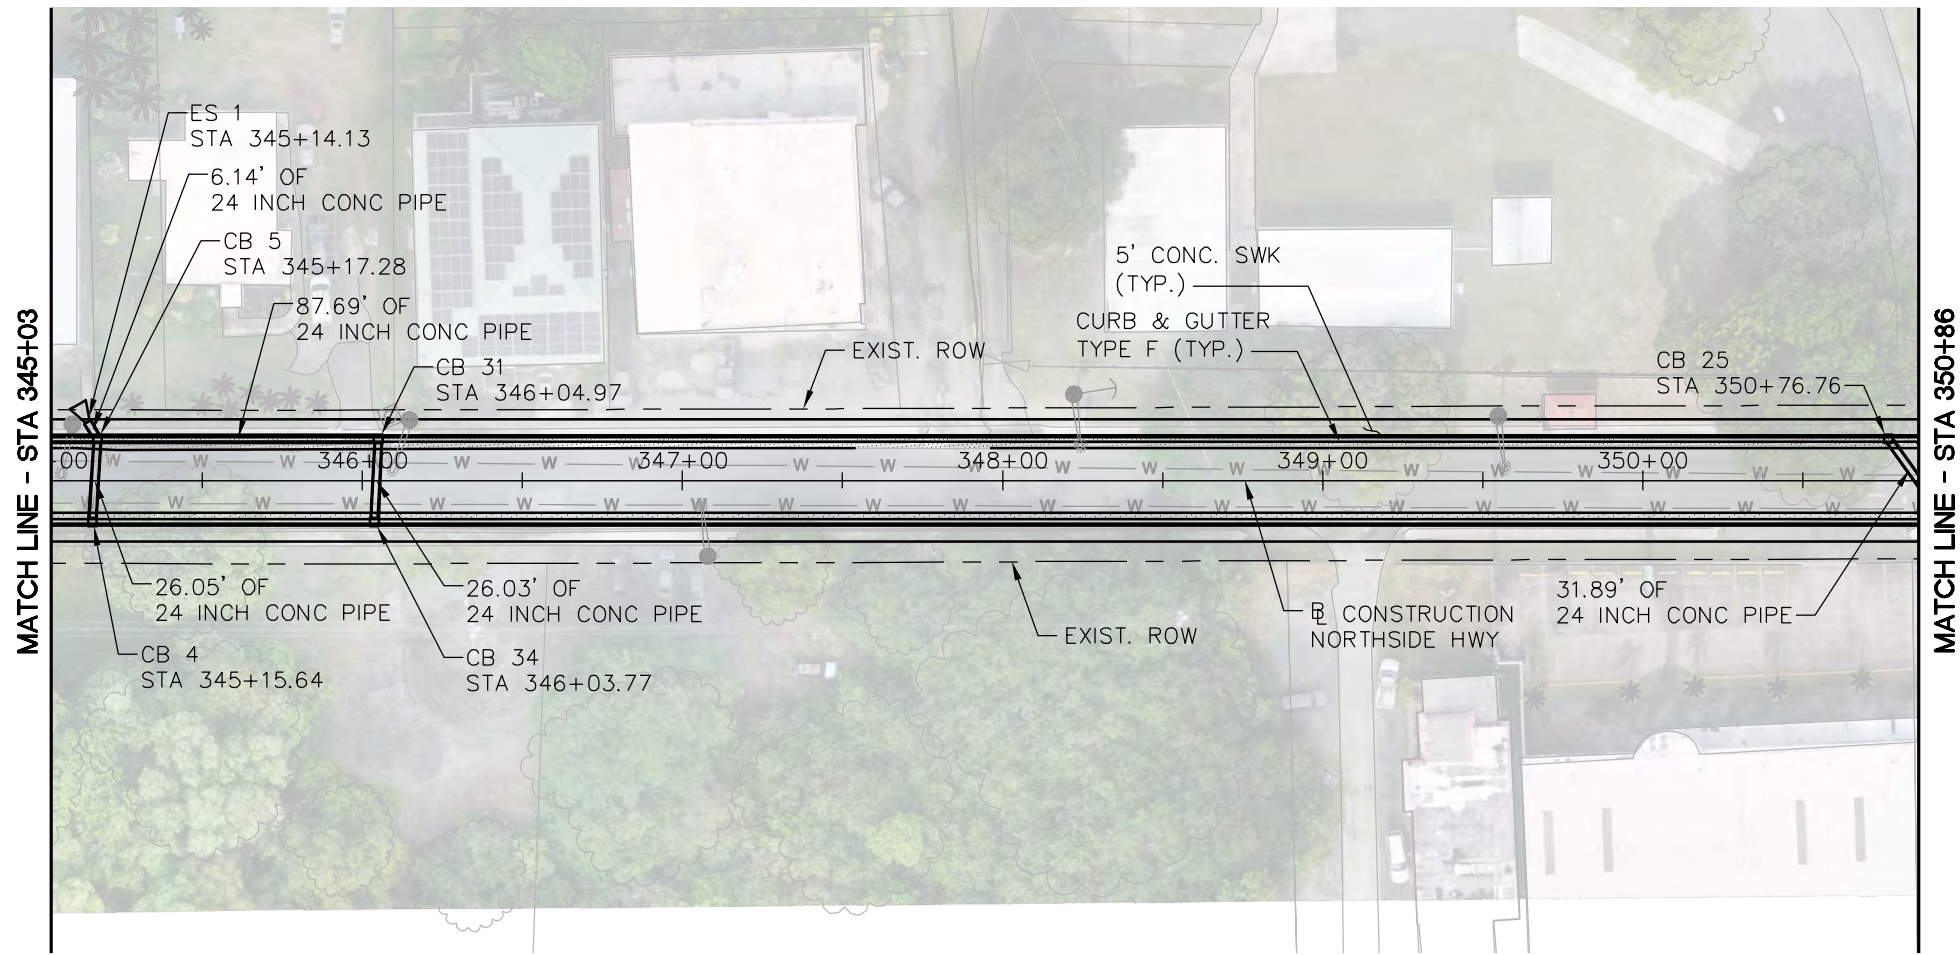 ES 1
STA 345+14.13
6.14' OF
24 INCH CONC PIPE
CB 5
STA 345+17.28
87.69' OF
24 INCH CONC PIPE
CB 31
STA 346+04.97
EXIST. ROW
5' CONC. SWK
(TYP.)
CURB & GUTTER
TYPE F (TYP.)
CB 25
STA 350+76.76
MATCH LINE - STA 345+03
MATCH LINE - STA 350+86
00 346+00 347+00 348+00 349+00 350+00
W W W W W W W W W W W W W W W W W W W
W W W W W W W W W W W W W W W W W W W W
26.05' OF
24 INCH CONC PIPE
CB 4
STA 345+15.64
26.03' OF
24 INCH CONC PIPE
CB 34
STA 346+03.77
EXIST. ROW
BL CONSTRUCTION
NORTHSIDE HWY
31.89' OF
24 INCH CONC PIPE